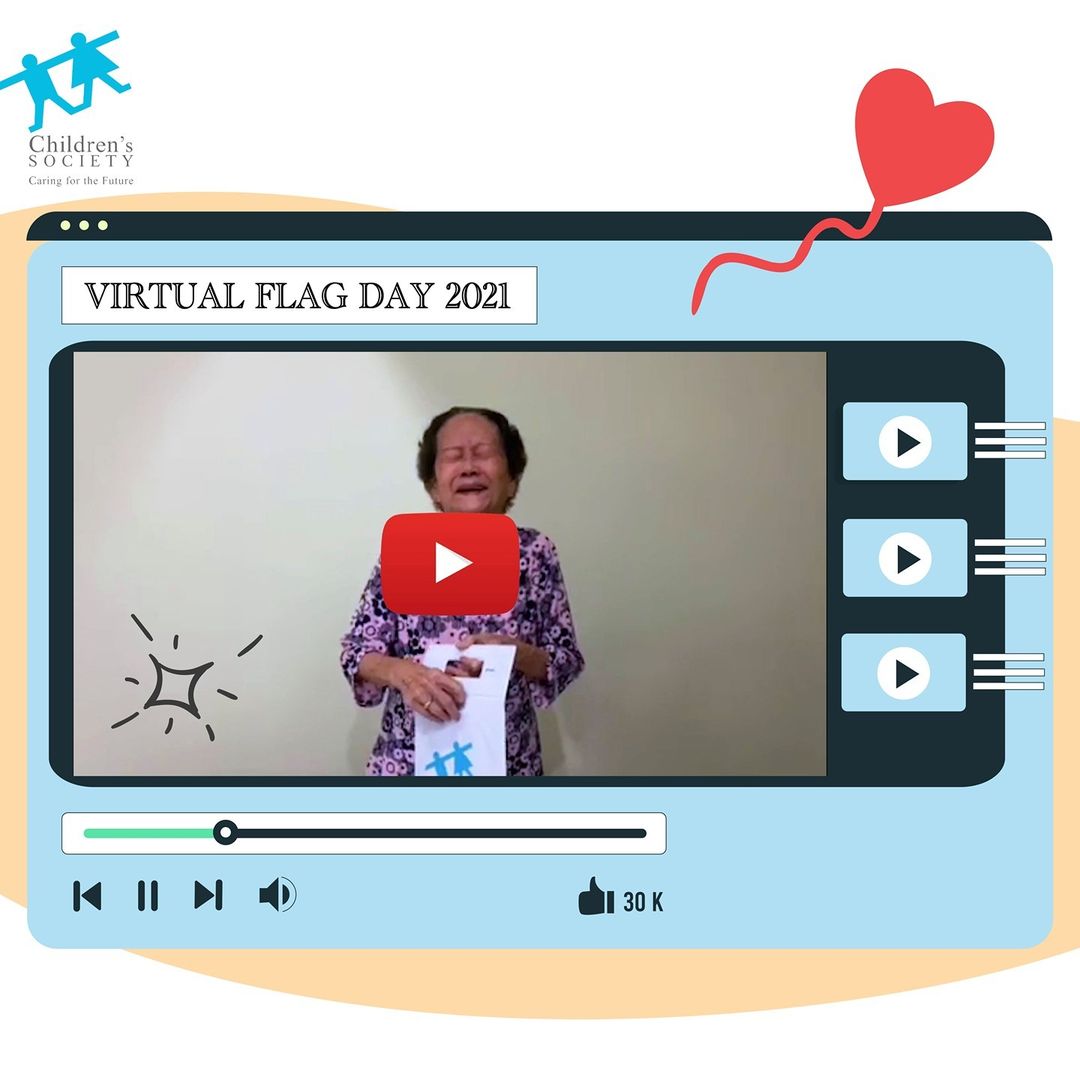 Children's
SOCIETY
Caring for the Future
VIRTUAL FLAG DAY 2021
30 K